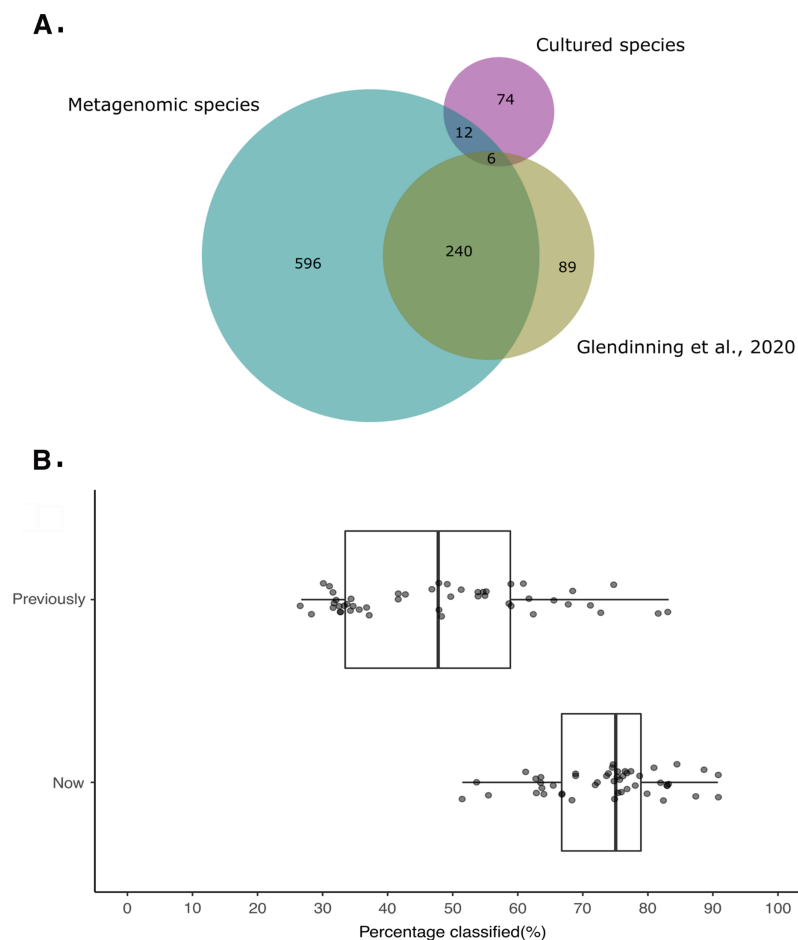 A.
Cultured species
Metagenomic species
74
12
6
596
240
89
Glendinning et al., 2020
B.
Previously
Now
0 10 20 30 40 50 60 70 80 90 100
Percentage classified(%)